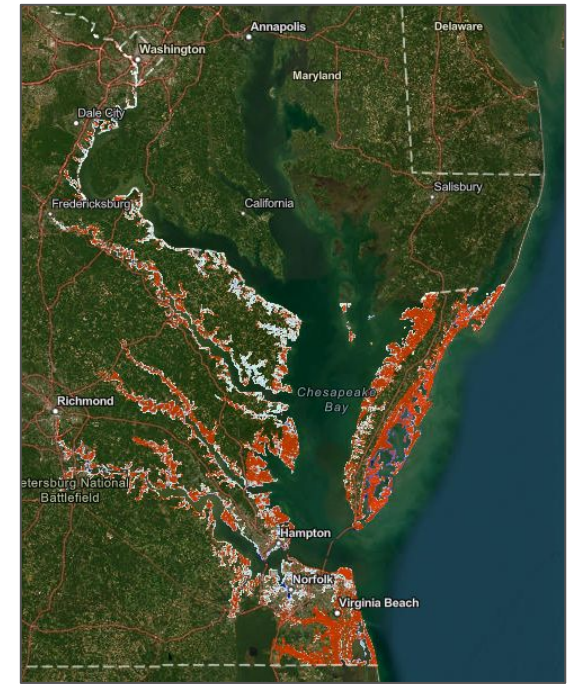 Annapolis
Delaware
Washington
Maryland
Dale City
Salisbury
Fredericksburg
California
Chesapeake
Bay
Richmond
etersburg National
Battlefield
Hampton
Norfolk
Virginia Beach